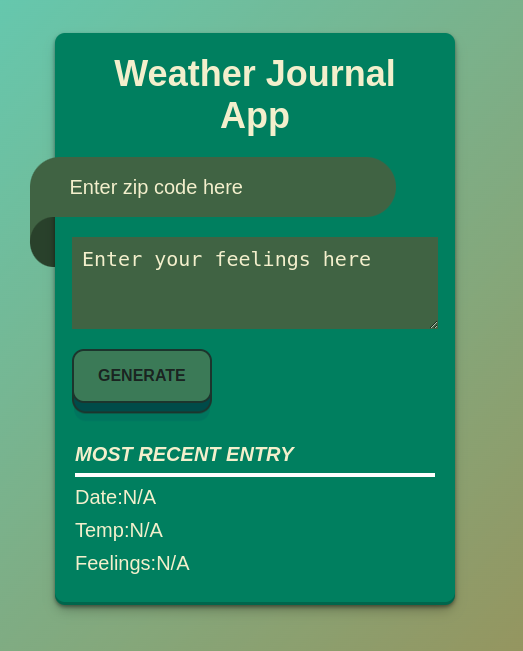 Weather Journal
App
Enter zip code here
Enter your feelings here
GENERATE
MOST RECENT ENTRY
Date:N/A
Temp:N/A
Feelings:N/A